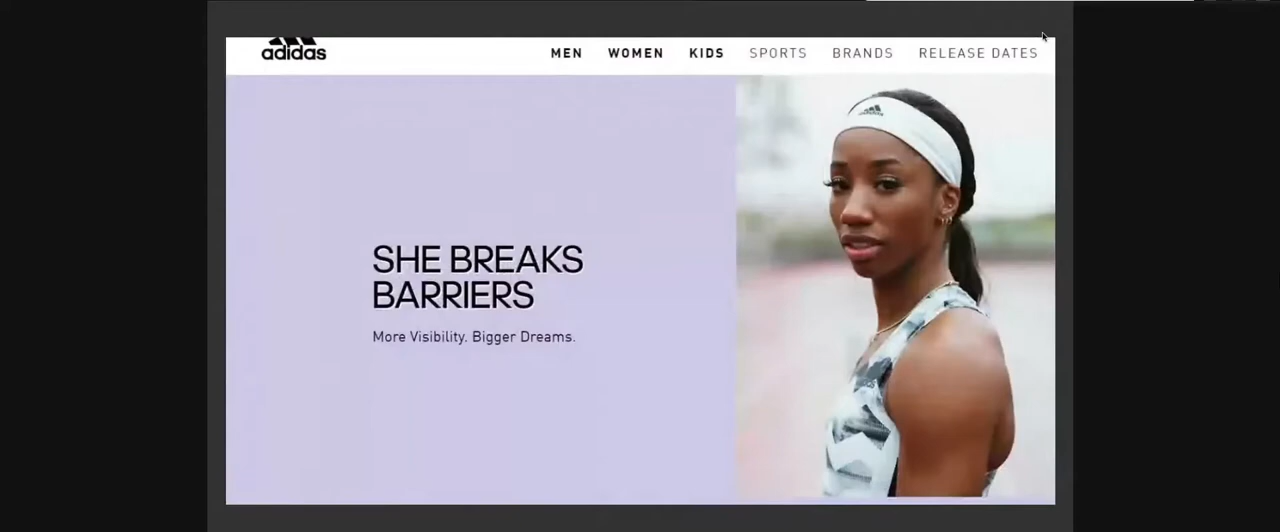 adidas
MEN WOMEN KIDS SPORTS BRANDS RELEASE DATES
SHE BREAKS
BARRIERS
More Visibility. Bigger Dreams.